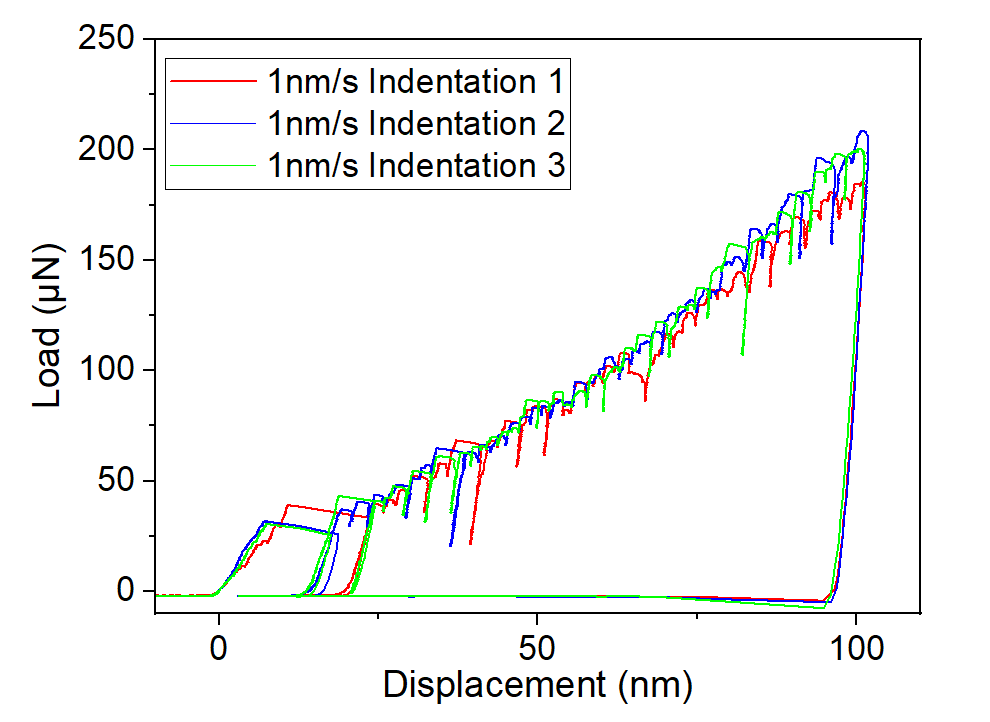 250
200
150
100
50
0
Load (μN)
1nm/s Indentation 1
1nm/s Indentation 2
1nm/s Indentation 3
0 50 100
Displacement (nm)